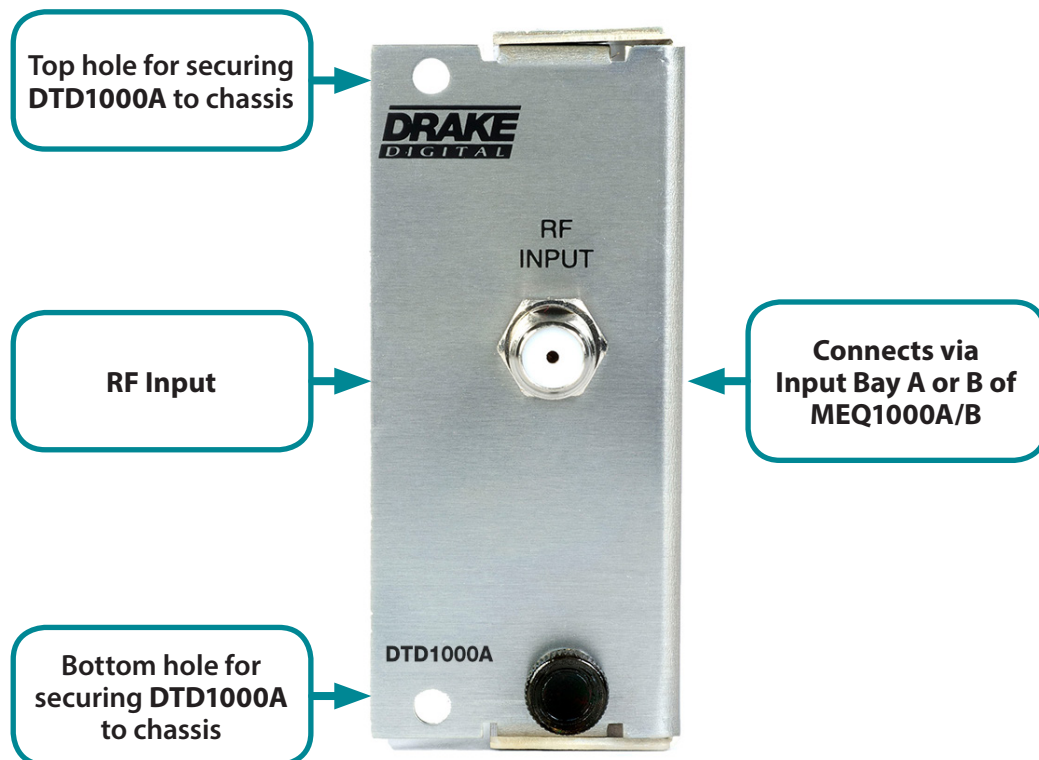 Top hole for securing
DTD1000A to chassis
DRAKE
DIGITAL
RF
INPUT
RF Input
Connects via
Input Bay A or B of
MEQ1000A/B
DTD1000A
Bottom hole for
securing DTD1000A
to chassis